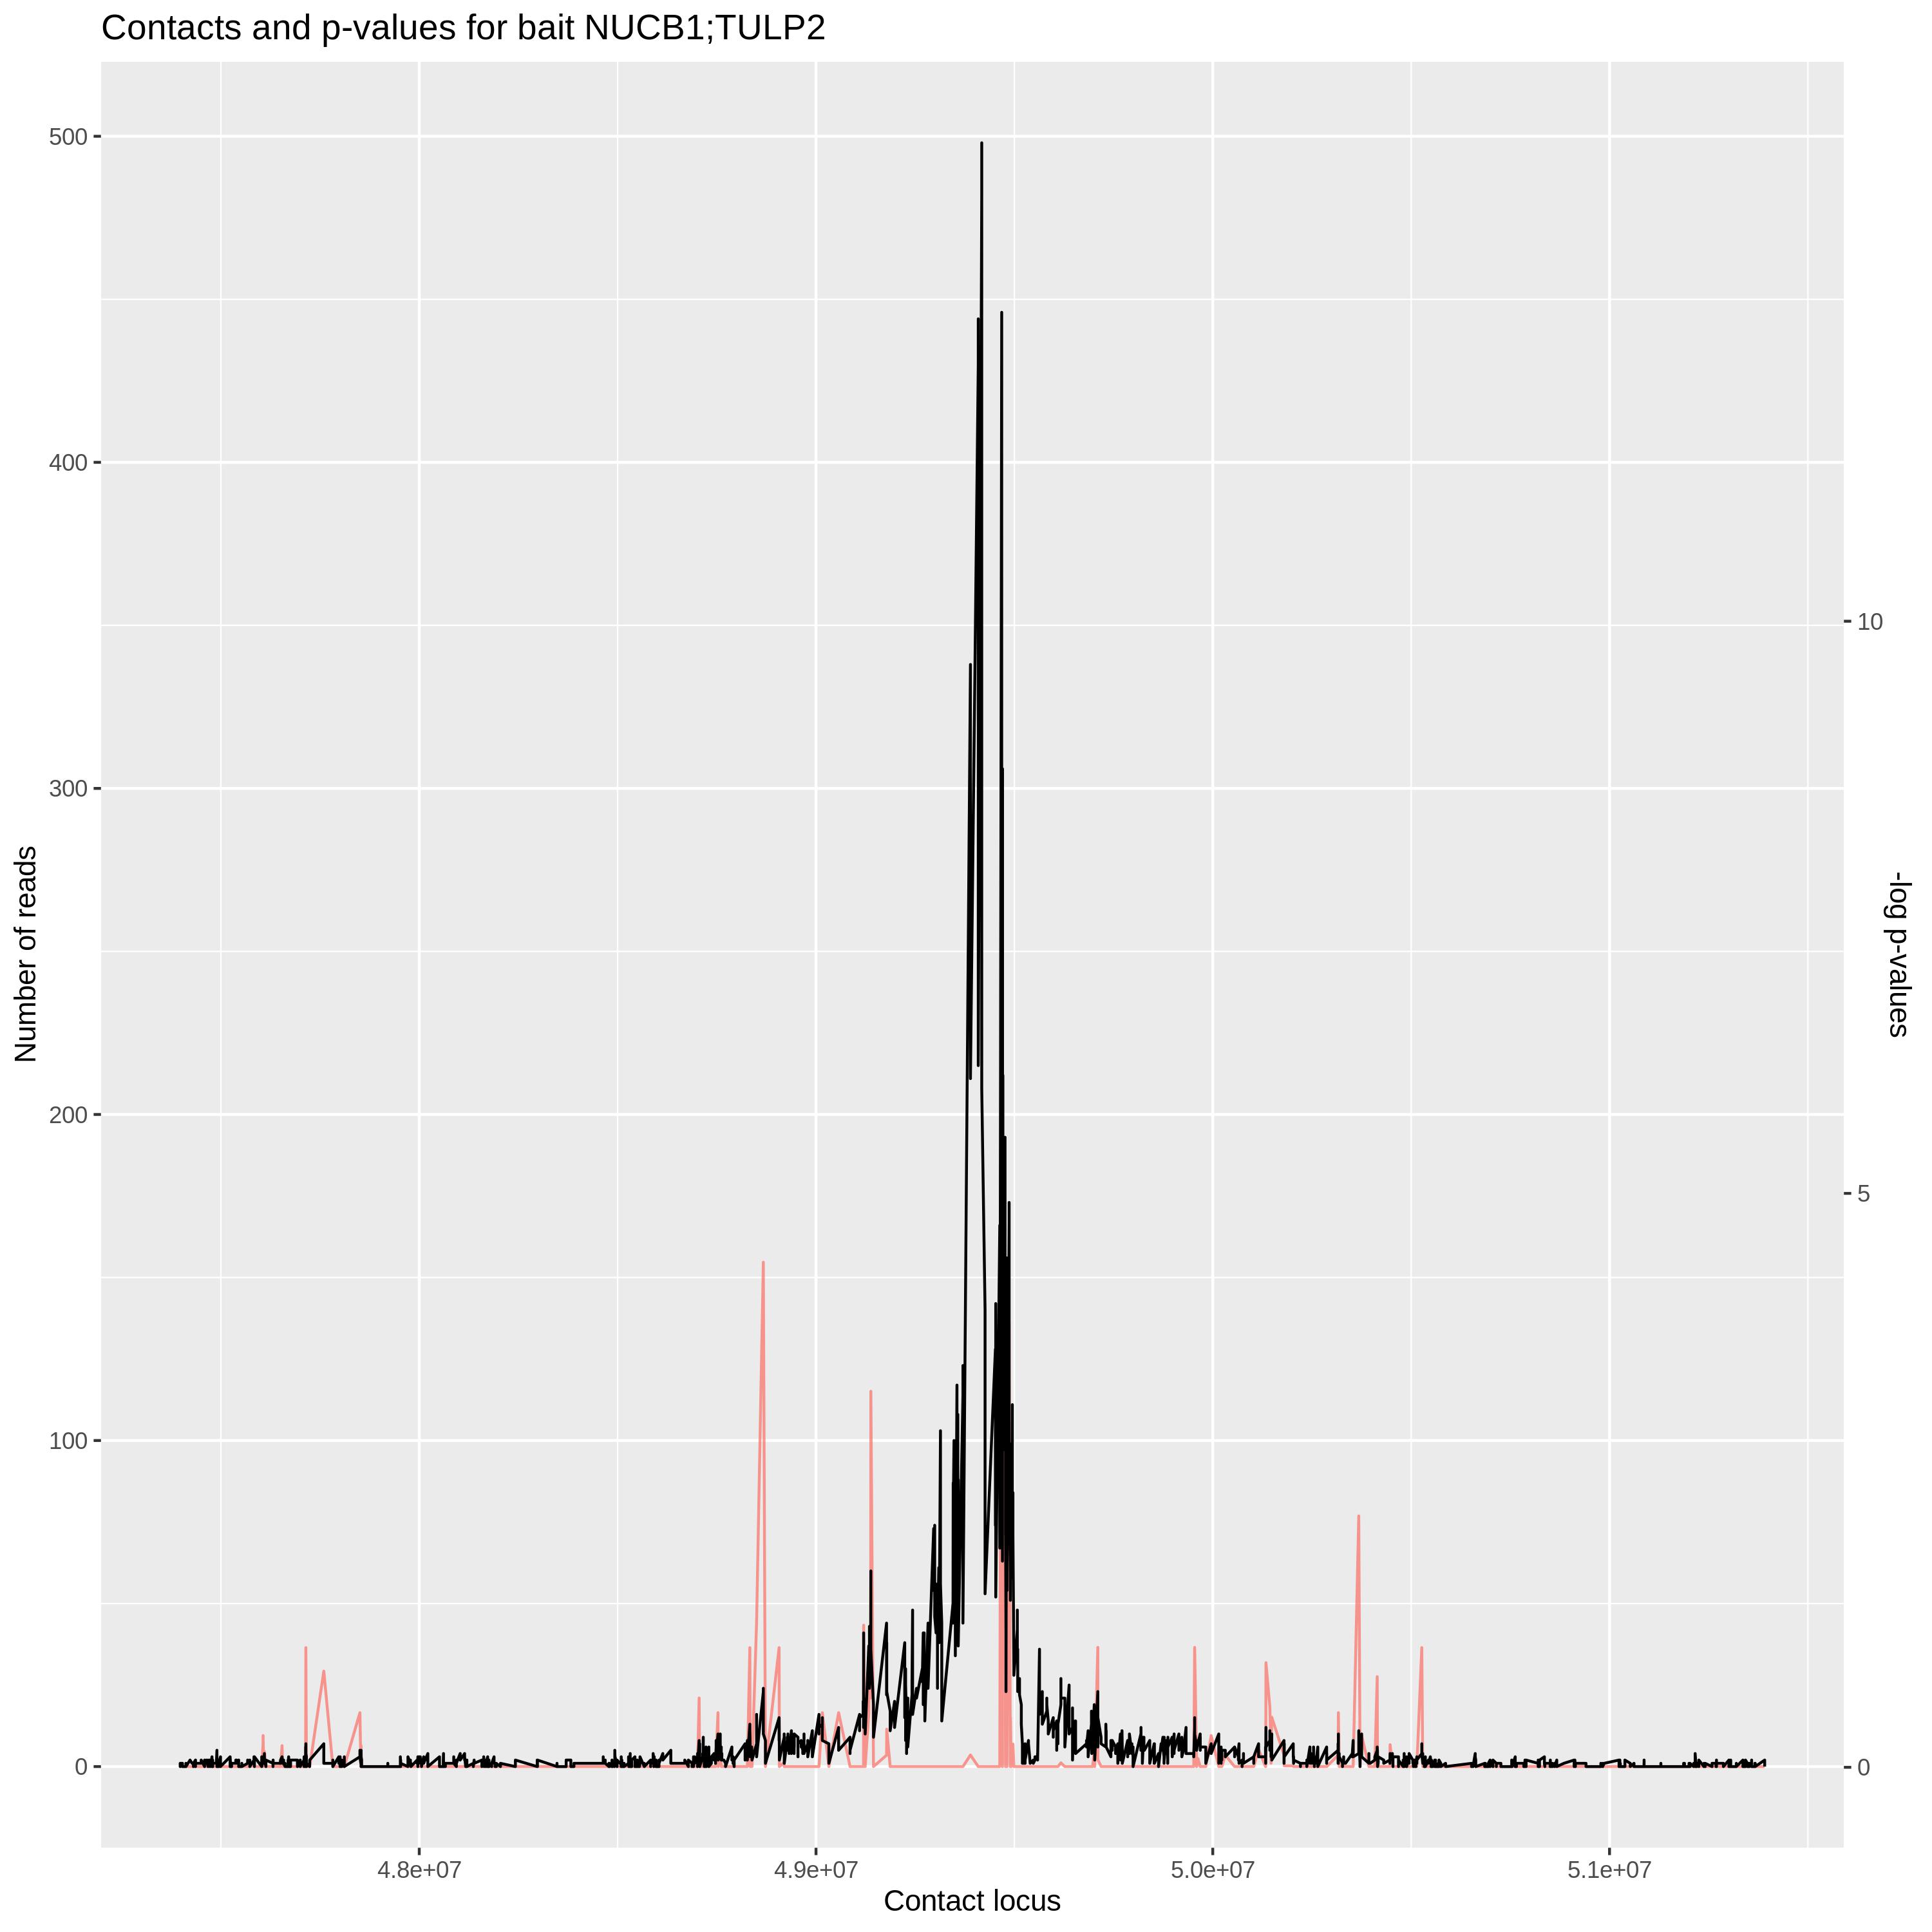 Contacts and p-values for bait NUCB1;TULP2
500
400
300
200
100
0
Number of reads
10
5
0
-log p-values
4.8e+07 4.9e+07 5.0e+07 5.1e+07
Contact locus